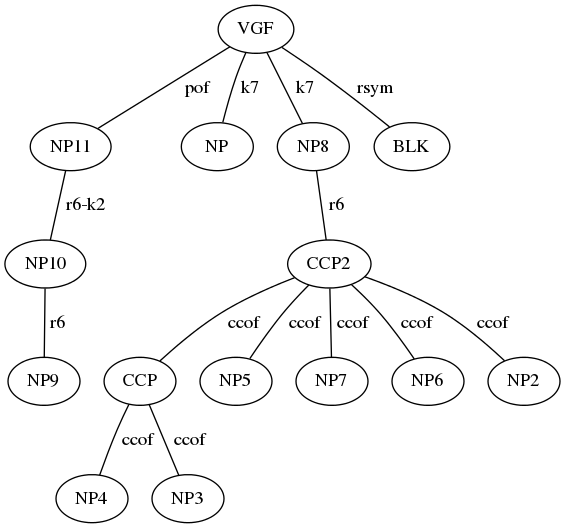 VGF
pof k7 k7 rsym
NP11 NP NP8 BLK
r6-k2 r6
NP10 CCP2
r6 ccof ccof ccof ccof ccof
NP9 CCP NP5 NP7 NP6 NP2
ccof ccof
NP4 NP3